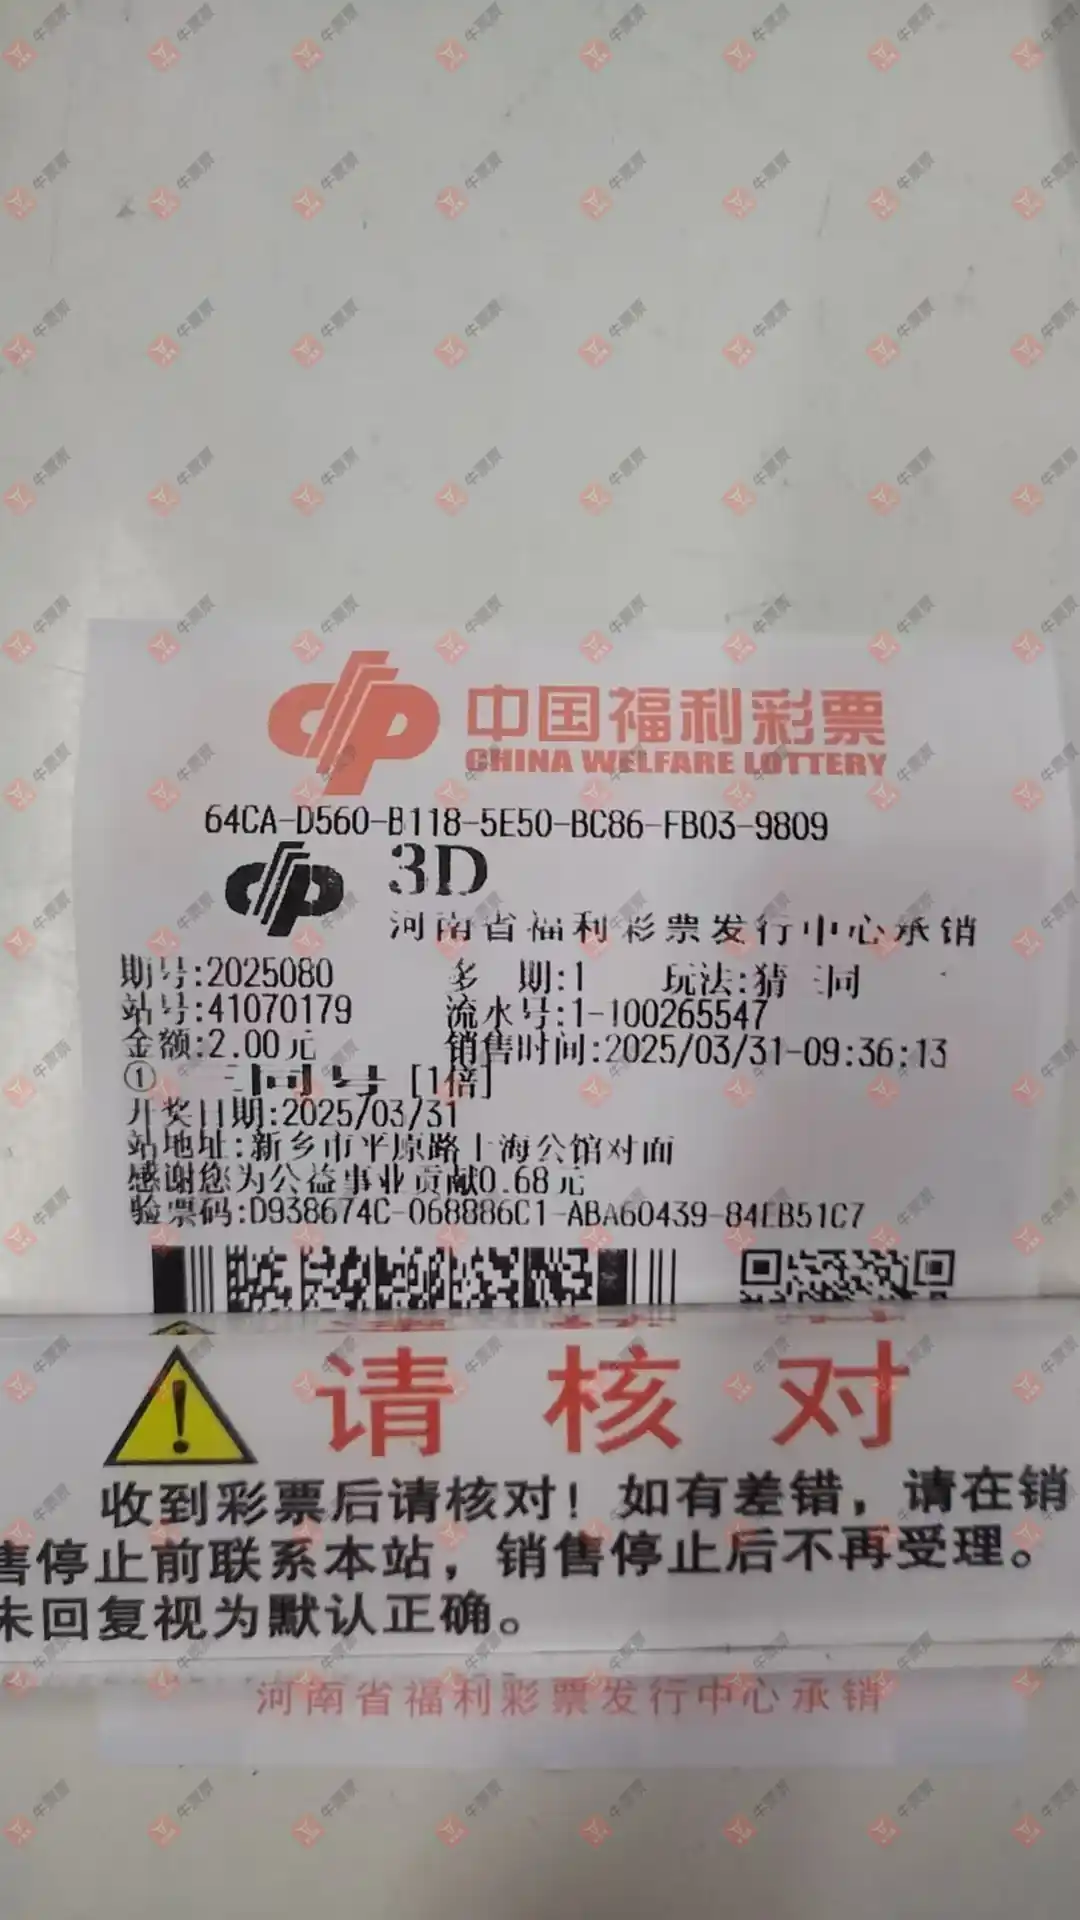 中国福利彩票
CHINA WELFARE LOTTERY
64CA-D560-B118-5E50-BC86-FB03-9809
3D
河南省福利彩票发行中心承销
期号:2025080 多 期:1 玩法:猜三同
站号:41070179 流水号:1-100265547
金额:2.00元 销售时间:2025/03/31-09:36:13
① 三同号 [1倍]
开奖日期:2025/03/31
站地址:新乡市平原路上海公馆对面
感谢您为公益事业贡献0.68元
验票码:D938674C-068886C1-ABA60439-84EB51C7
请核对
收到彩票后请核对！如有差错，请在销
售停止前联系本站，销售停止后不再受理。
未回复视为默认正确。
河南省福利彩票发行中心承销
牛票票